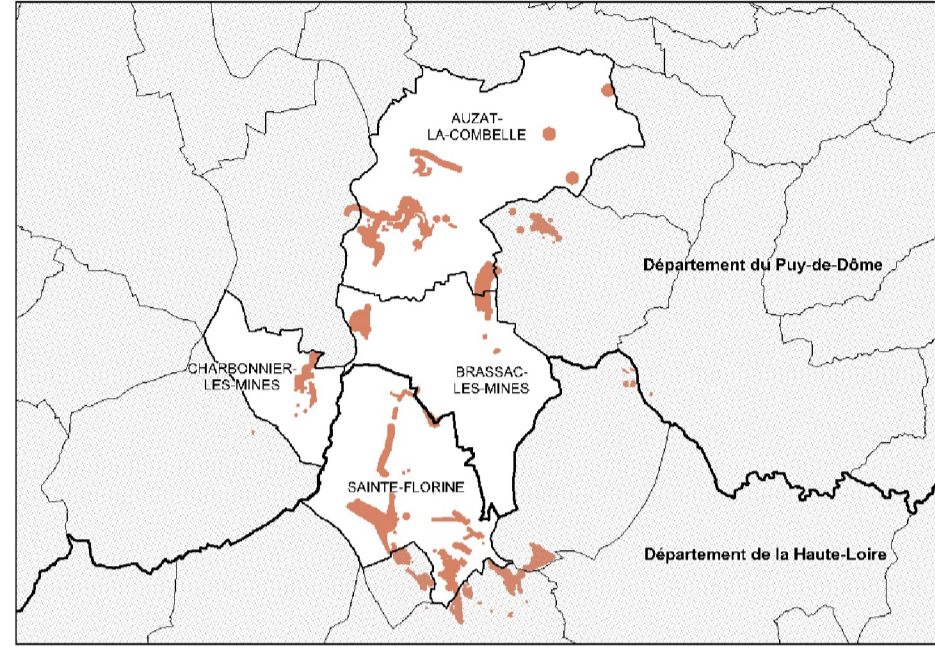 AUZAT-
LA-COMBELLE
Département du Puy-de-Dôme
CHARBONNIER-
LES-MINES
BRASSAC-
LES-MINES
SAINTE-FLORINE
Département de la Haute-Loire